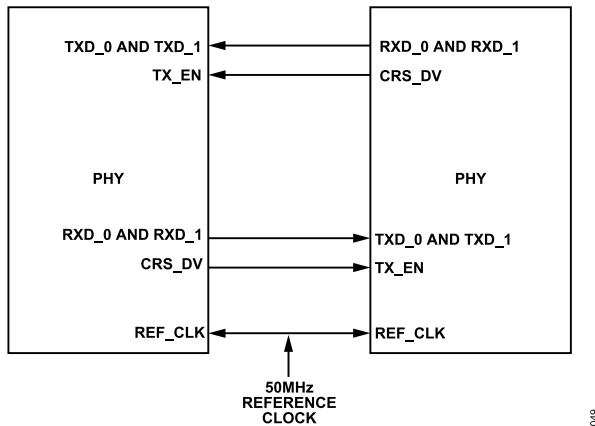 TXD_0 AND TXD_1
RXD_0 AND RXD_1
TX_EN
CRS_DV
PHY
PHY
RXD_0 AND RXD_1
TXD_0 AND TXD_1
CRS_DV
TX_EN
REF_CLK
REF_CLK
50MHz
REFERENCE
CLOCK
049